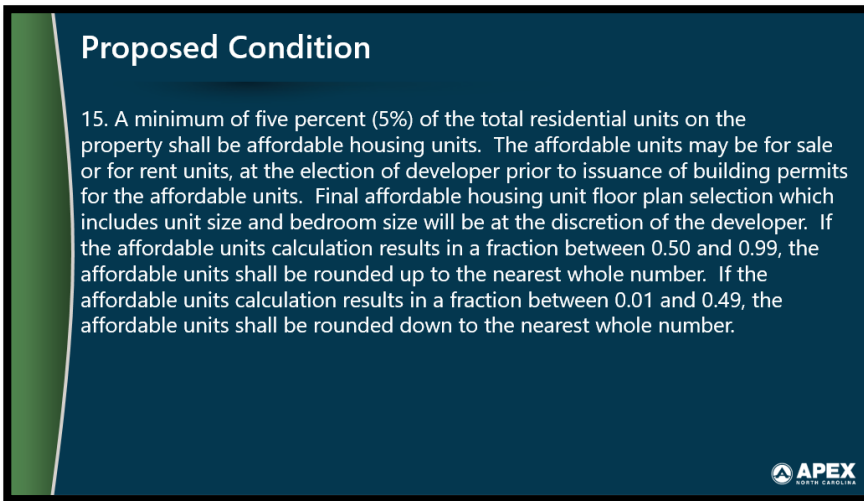 Proposed Condition
15. A minimum of five percent (5%) of the total residential units on the
property shall be affordable housing units.  The affordable units may be for sale
or for rent units, at the election of developer prior to issuance of building permits
for the affordable units.  Final affordable housing unit floor plan selection which
includes unit size and bedroom size will be at the discretion of the developer.  If
the affordable units calculation results in a fraction between 0.50 and 0.99, the
affordable units shall be rounded up to the nearest whole number.  If the
affordable units calculation results in a fraction between 0.01 and 0.49, the
affordable units shall be rounded down to the nearest whole number.
APEX
NORTH CAROLINA